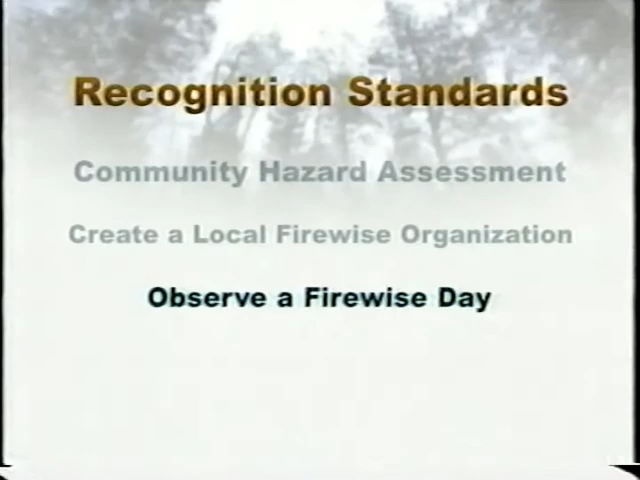 Recognition Standards
Community Hazard Assessment
Create a Local Firewise Organization
Observe a Firewise Day